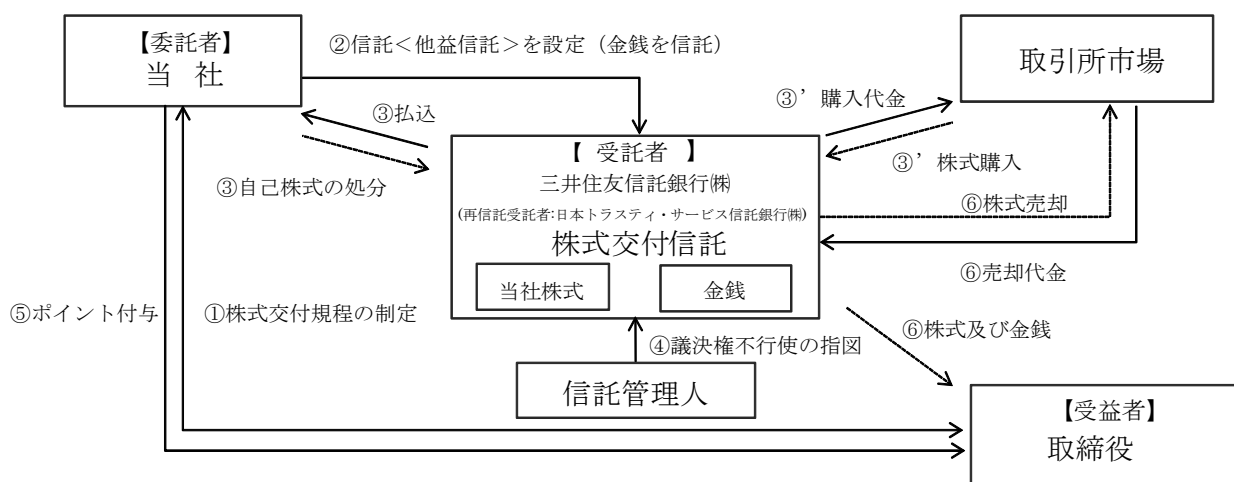 【委託者】
当 社
②信託＜他益信託＞を設定（金銭を信託）
取引所市場
③払込
③’購入代金
③自己株式の処分
【 受託者 】
三井住友信託銀行㈱
(再信託受託者:日本トラスティ・サービス信託銀行㈱)
株式交付信託
当社株式
金銭
③’株式購入
⑥株式売却
⑥売却代金
⑤ポイント付与
①株式交付規程の制定
④議決権不行使の指図
⑥株式及び金銭
信託管理人
【受益者】
取締役